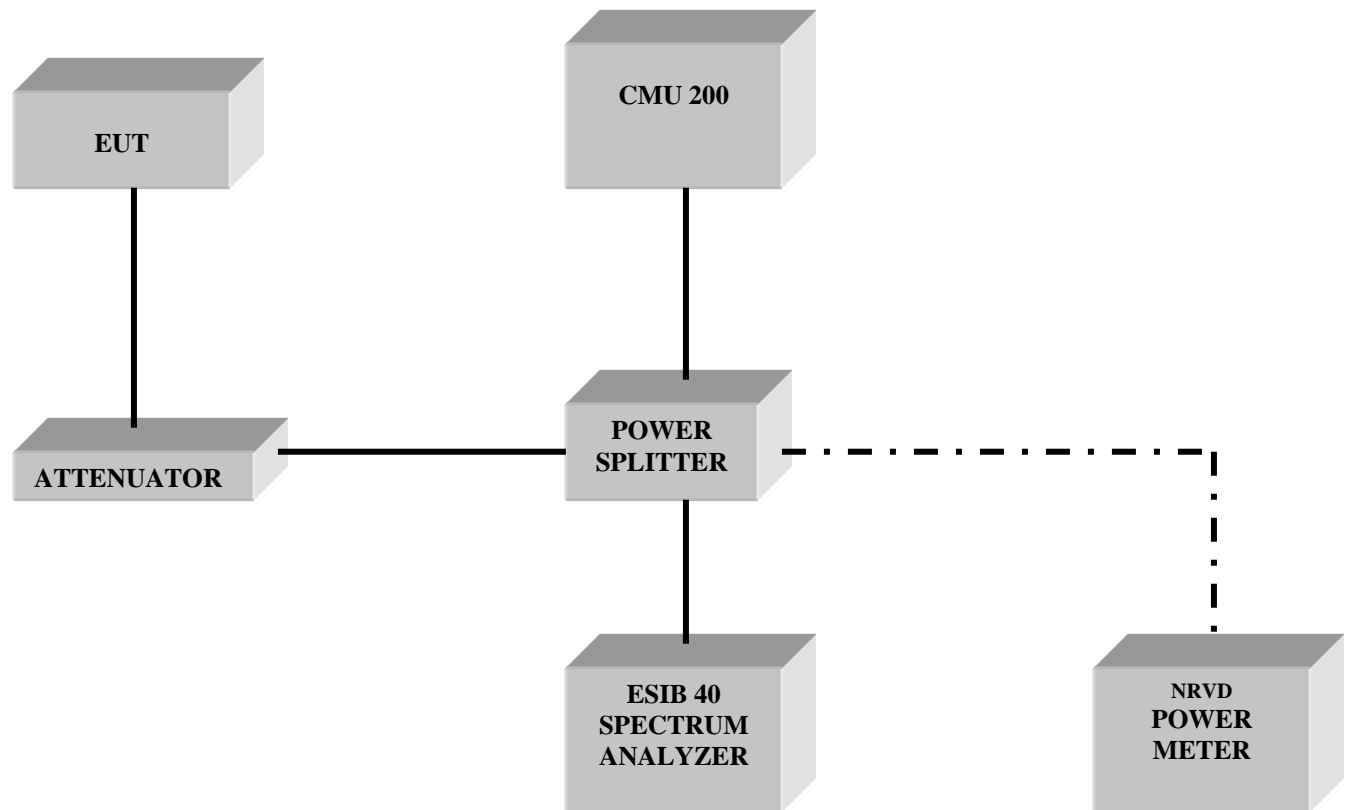 CMU 200
EUT
POWER
SPLITTER
ATTENUATOR
ESIB 40
SPECTRUM
ANALYZER
NRVD
POWER
METER